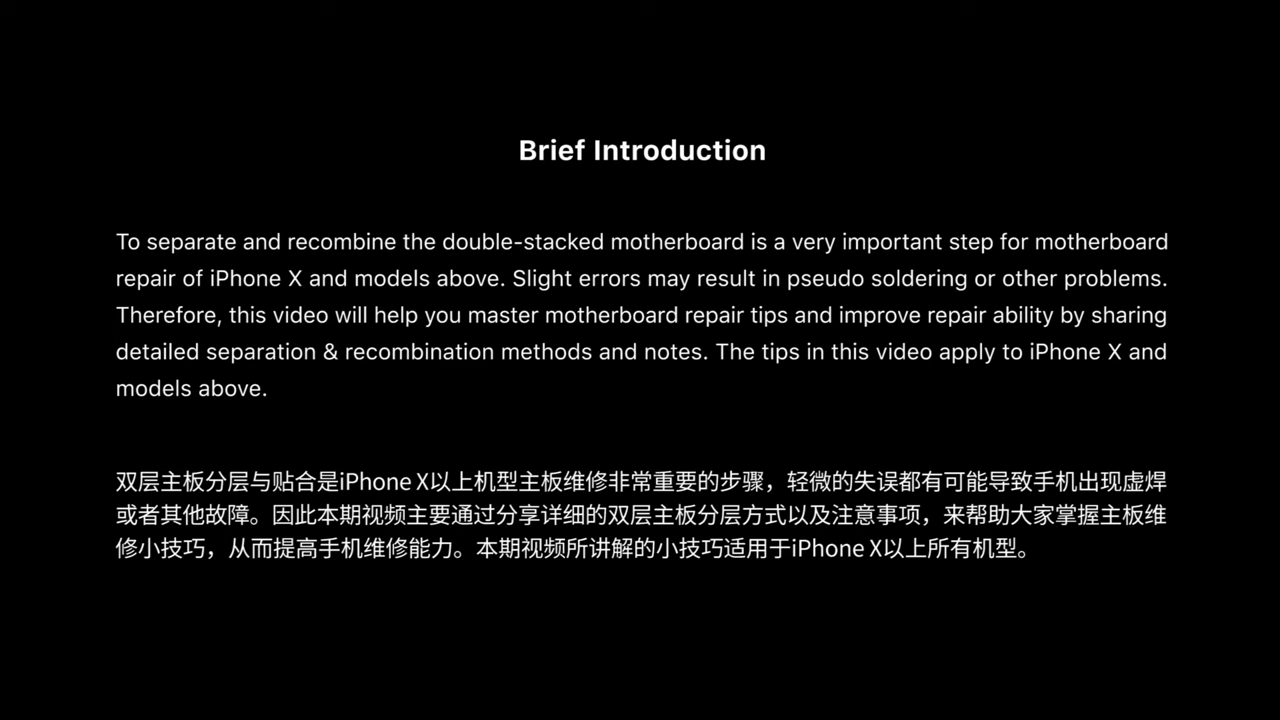 Brief Introduction
To separate and recombine the double-stacked motherboard is a very important step for motherboard
repair of iPhone X and models above. Slight errors may result in pseudo soldering or other problems.
Therefore, this video will help you master motherboard repair tips and improve repair ability by sharing
detailed separation & recombination methods and notes. The tips in this video apply to iPhone X and
models above.
双层主板分层与贴合是iPhone X以上机型主板维修非常重要的步骤，轻微的失误都有可能导致手机出现虚焊
或者其他故障。因此本期视频主要通过分享详细的双层主板分层方式以及注意事项，来帮助大家掌握主板维
修小技巧，从而提高手机维修能力。本期视频所讲解的小技巧适用于iPhone X以上所有机型。